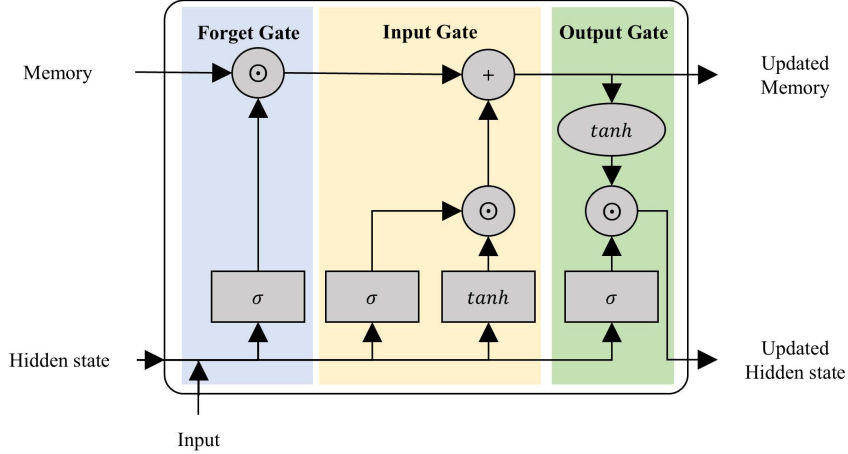 Forget Gate
Input Gate
Output Gate
Memory
⊙
+
Updated
Memory
tanh
⊙
⊙
σ
σ
tanh
σ
Hidden state
Updated
Hidden state
Input